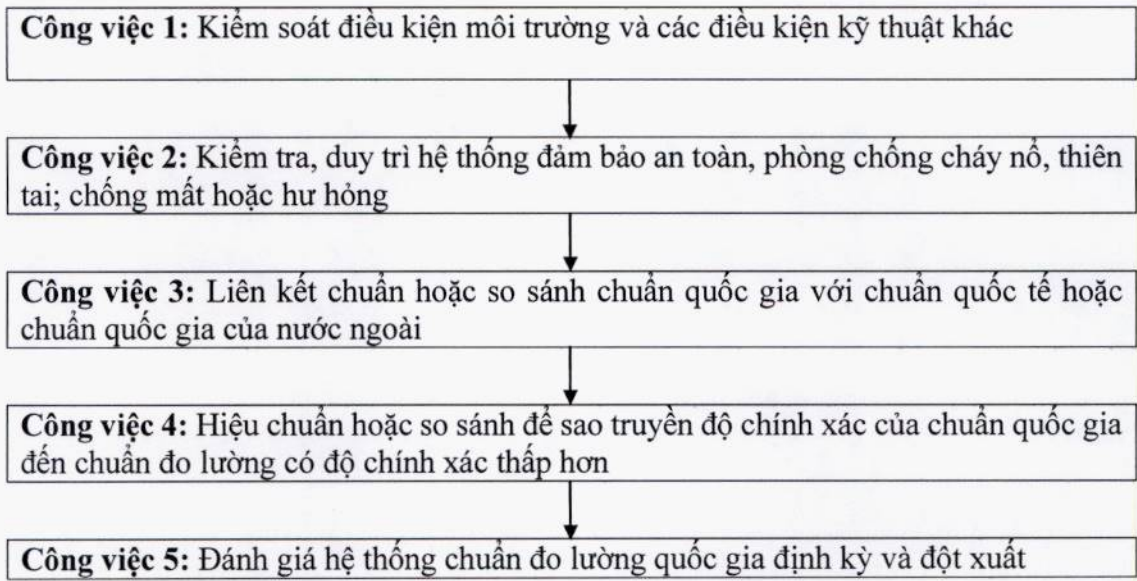 Công việc 1: Kiểm soát điều kiện môi trường và các điều kiện kỹ thuật khác
Công việc 2: Kiểm tra, duy trì hệ thống đảm bảo an toàn, phòng chống cháy nổ, thiên
tai; chống mất hoặc hư hỏng
Công việc 3: Liên kết chuẩn hoặc so sánh chuẩn quốc gia với chuẩn quốc tế hoặc
chuẩn quốc gia của nước ngoài
Công việc 4: Hiệu chuẩn hoặc so sánh để sao truyền độ chính xác của chuẩn quốc gia
đến chuẩn đo lường có độ chính xác thấp hơn
Công việc 5: Đánh giá hệ thống chuẩn đo lường quốc gia định kỳ và đột xuất